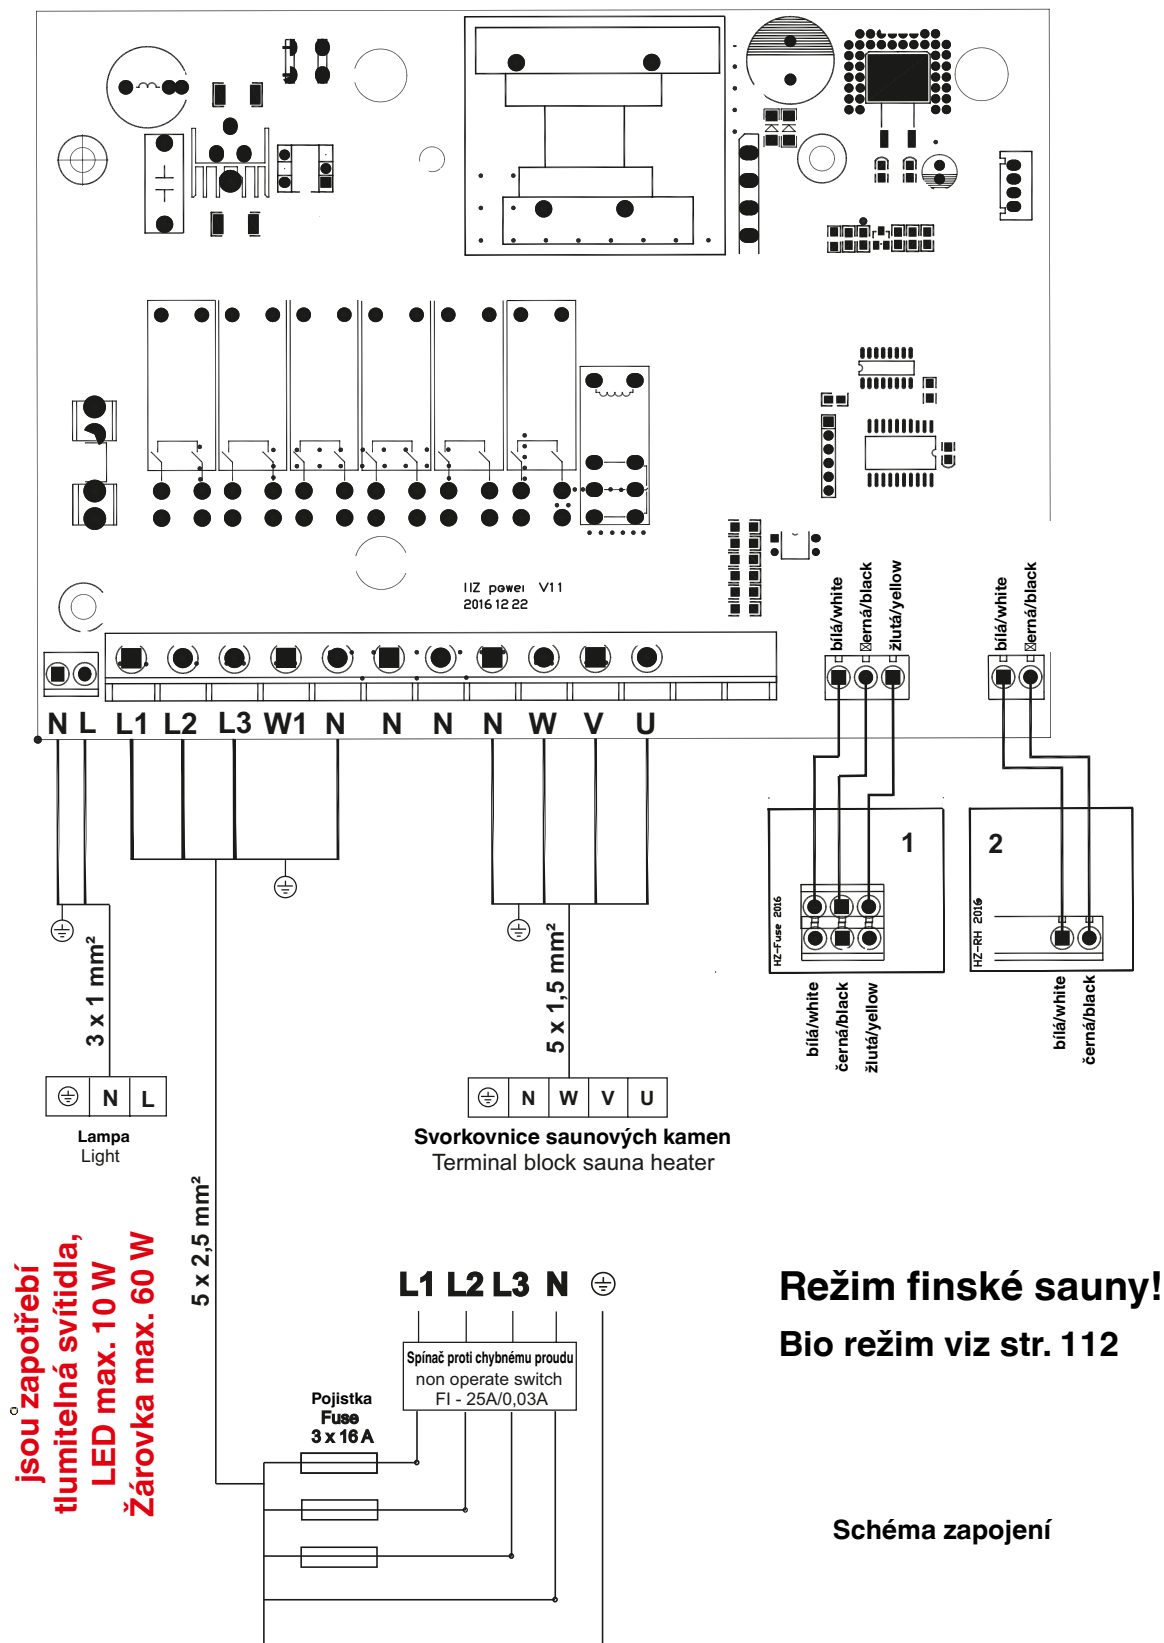 HZ power V11
2016 12 22
bílá/white
erná/black
žlutá/yellow
bílá/white
erná/black
N L L1 L2 L3 W1 N N N N W V U
1
HZ-Fuse 2016
2
HZ-RH 2016
bílá/white
černá/black
žlutá/yellow
bílá/white
černá/black
3 x 1 mm²
5 x 1,5 mm²
N L
Lampa
Light
N W V U
Svorkovnice saunových kamen
Terminal block sauna heater
5 x 2,5 mm²
jsou zapotřebí
tlumitelná svítidla,
LED max. 10 W
Žárovka max. 60 W
L1 L2 L3 N
Spínač proti chybnému proudu
non operate switch
FI - 25A/0,03A
Pojistka
Fuse
3 x 16 A
Režim finské sauny!
Bio režim viz str. 112
Schéma zapojení